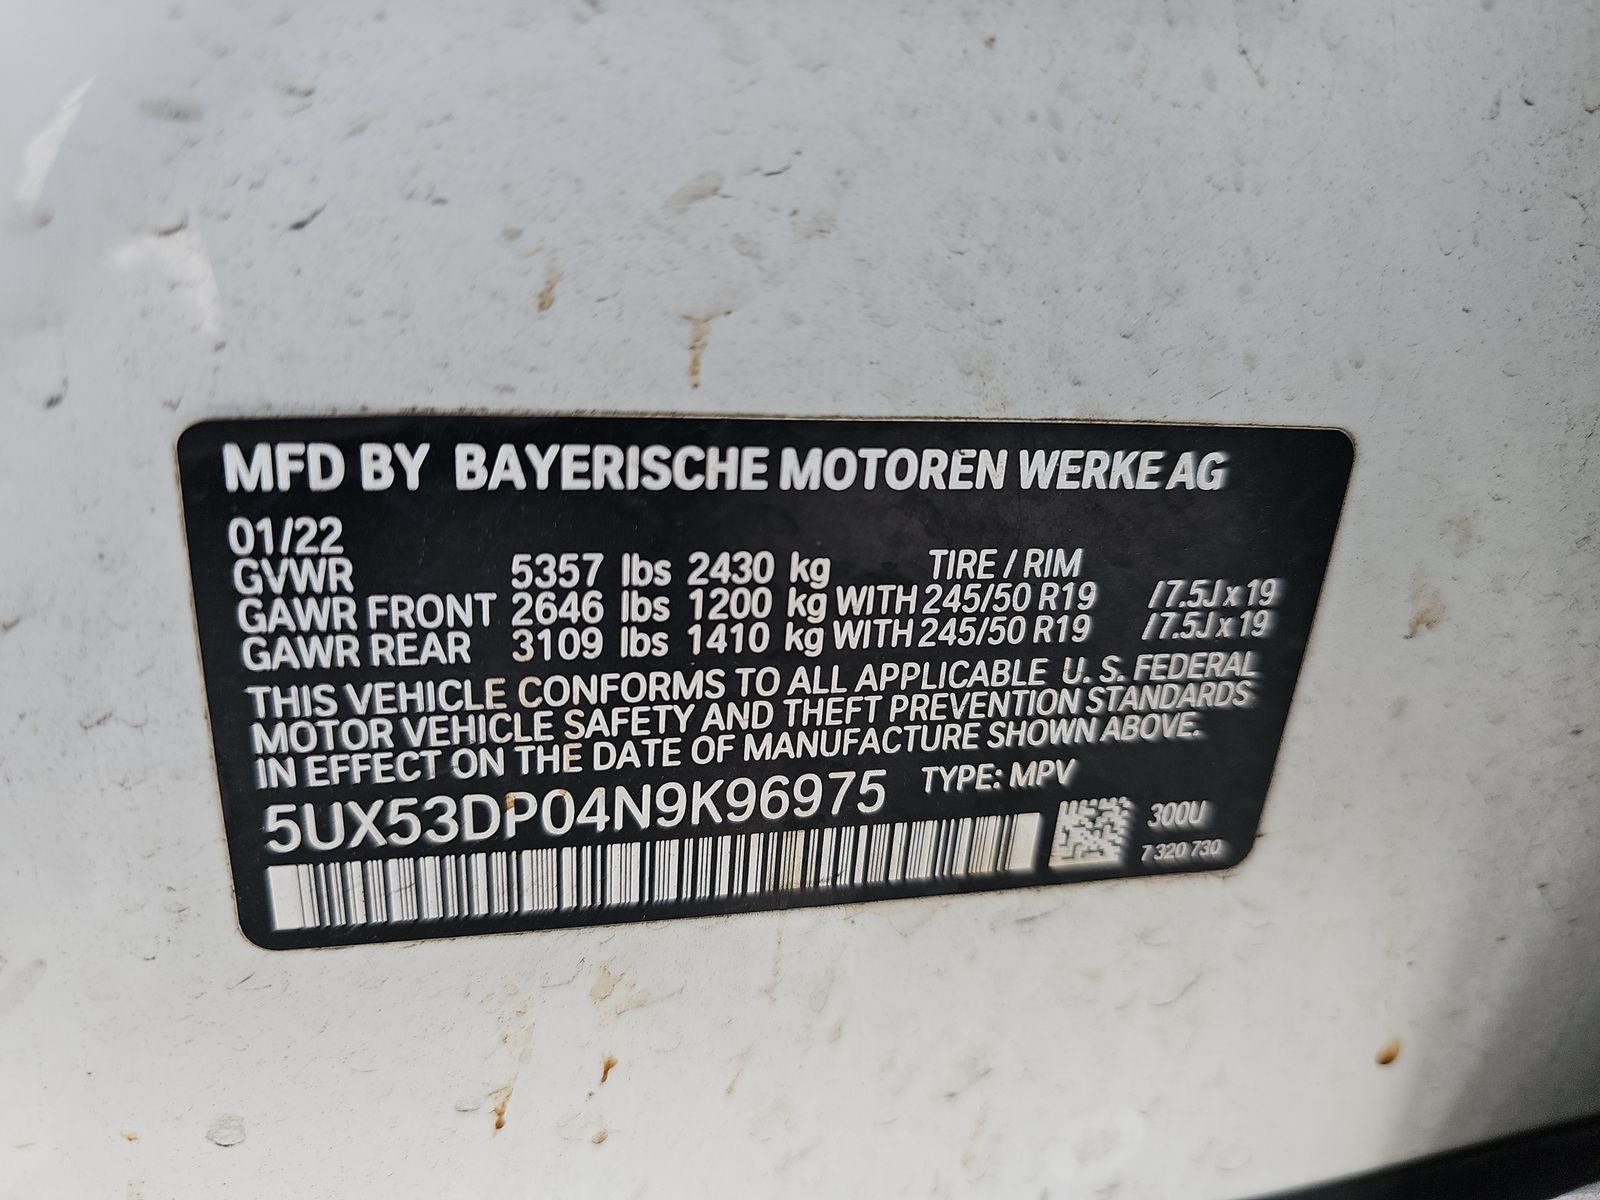 MFD BY BAYERISCHE MOTOREN WERKE AG
01/22
GVWR 5357 lbs 2430 kg TIRE / RIM
GAWR FRONT 2646 lbs 1200 kg WITH 245/50 R19 / 7.5J x 19
GAWR REAR 3109 lbs 1410 kg WITH 245/50 R19 / 7.5J x 19
THIS VEHICLE CONFORMS TO ALL APPLICABLE U. S. FEDERAL
MOTOR VEHICLE SAFETY AND THEFT PREVENTION STANDARDS
IN EFFECT ON THE DATE OF MANUFACTURE SHOWN ABOVE.
5UX53DP04N9K96975 TYPE: MPV
300U
7 320 730